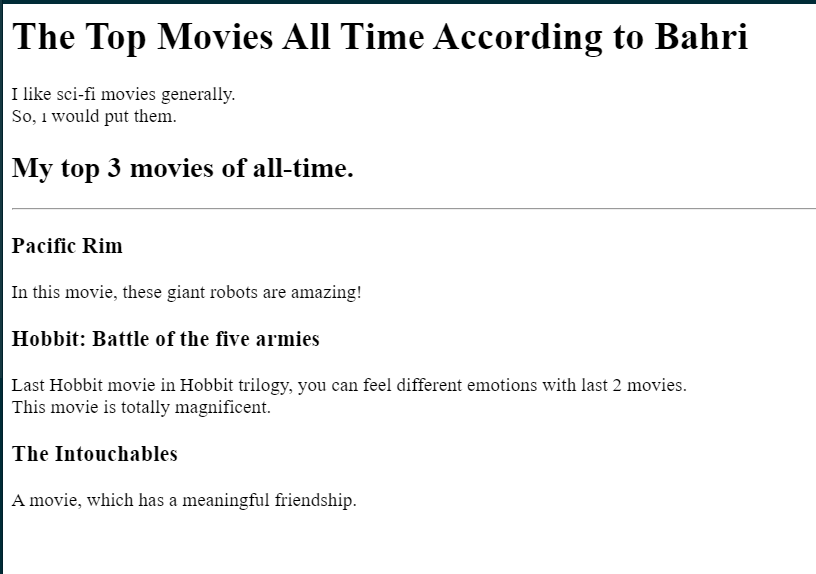 The Top Movies All Time According to Bahri
I like sci-fi movies generally.
So, ı would put them.
My top 3 movies of all-time.
Pacific Rim
In this movie, these giant robots are amazing!
Hobbit: Battle of the five armies
Last Hobbit movie in Hobbit trilogy, you can feel different emotions with last 2 movies.
This movie is totally magnificent.
The Intouchables
A movie, which has a meaningful friendship.